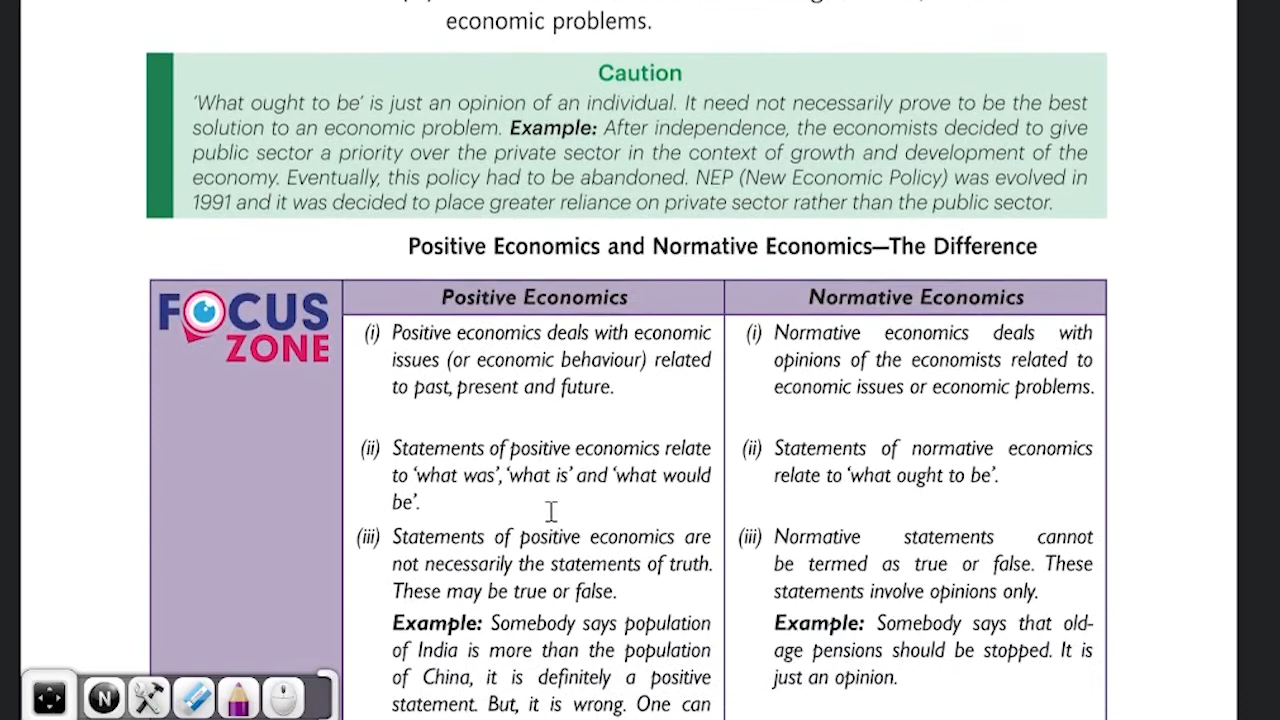 economic problems.
Caution
'What ought to be' is just an opinion of an individual. It need not necessarily prove to be the best
solution to an economic problem. Example: After independence, the economists decided to give
public sector a priority over the private sector in the context of growth and development of the
economy. Eventually, this policy had to be abandoned. NEP (New Economic Policy) was evolved in
1991 and it was decided to place greater reliance on private sector rather than the public sector.
Positive Economics and Normative Economics—The Difference
FOCUS
ZONE
Positive Economics
(i) Positive economics deals with economic
issues (or economic behaviour) related
to past, present and future.
(ii) Statements of positive economics relate
to 'what was', 'what is' and 'what would
be'.
(iii) Statements of positive economics are
not necessarily the statements of truth.
These may be true or false.
Example: Somebody says population
of India is more than the population
of China, it is definitely a positive
statement. But, it is wrong. One can
Normative Economics
(i) Normative economics deals with
opinions of the economists related to
economic issues or economic problems.
(ii) Statements of normative economics
relate to 'what ought to be'.
(iii) Normative statements cannot
be termed as true or false. These
statements involve opinions only.
Example: Somebody says that old-
age pensions should be stopped. It is
just an opinion.
N